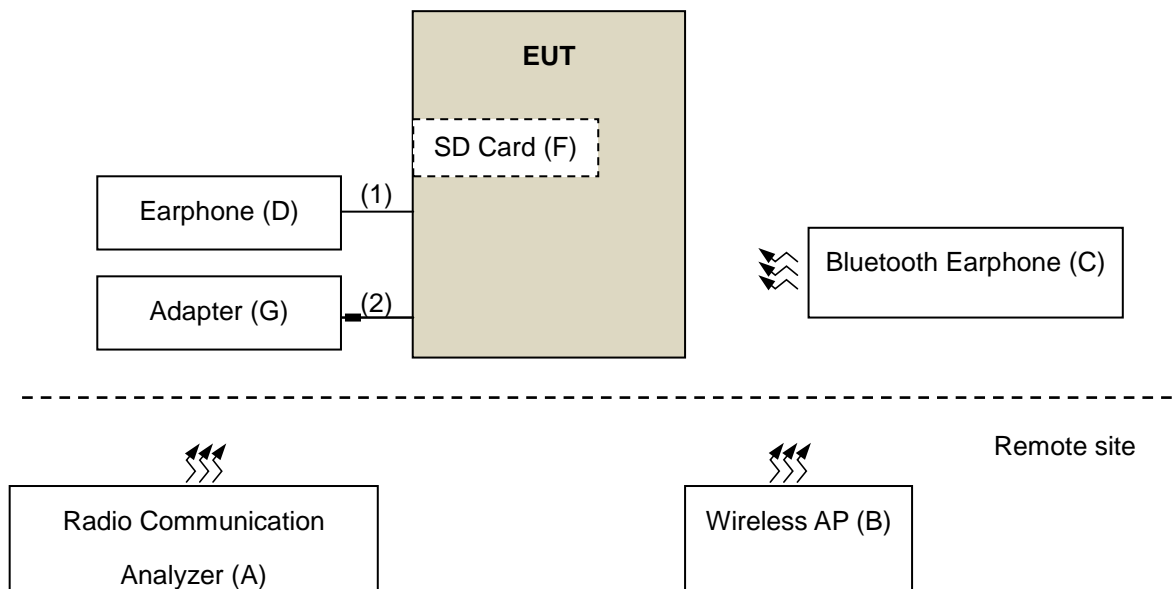 EUT
SD Card (F)
(1)
Earphone (D)
Bluetooth Earphone (C)
Adapter (G)
(2)
Remote site
Radio Communication
Analyzer (A)
Wireless AP (B)